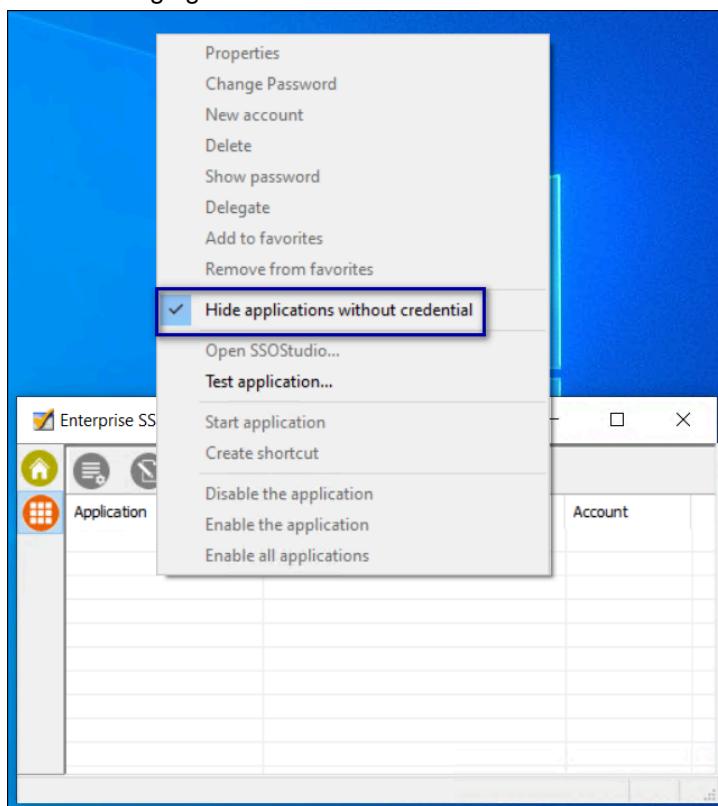 Properties
Change Password
New account
Delete
Show password
Delegate
Add to favorites
Remove from favorites
Hide applications without credential
Open SSOStudio...
Test application...
Start application
Create shortcut
Disable the application
Enable the application
Enable all applications
Enterprise SS
Application
Account